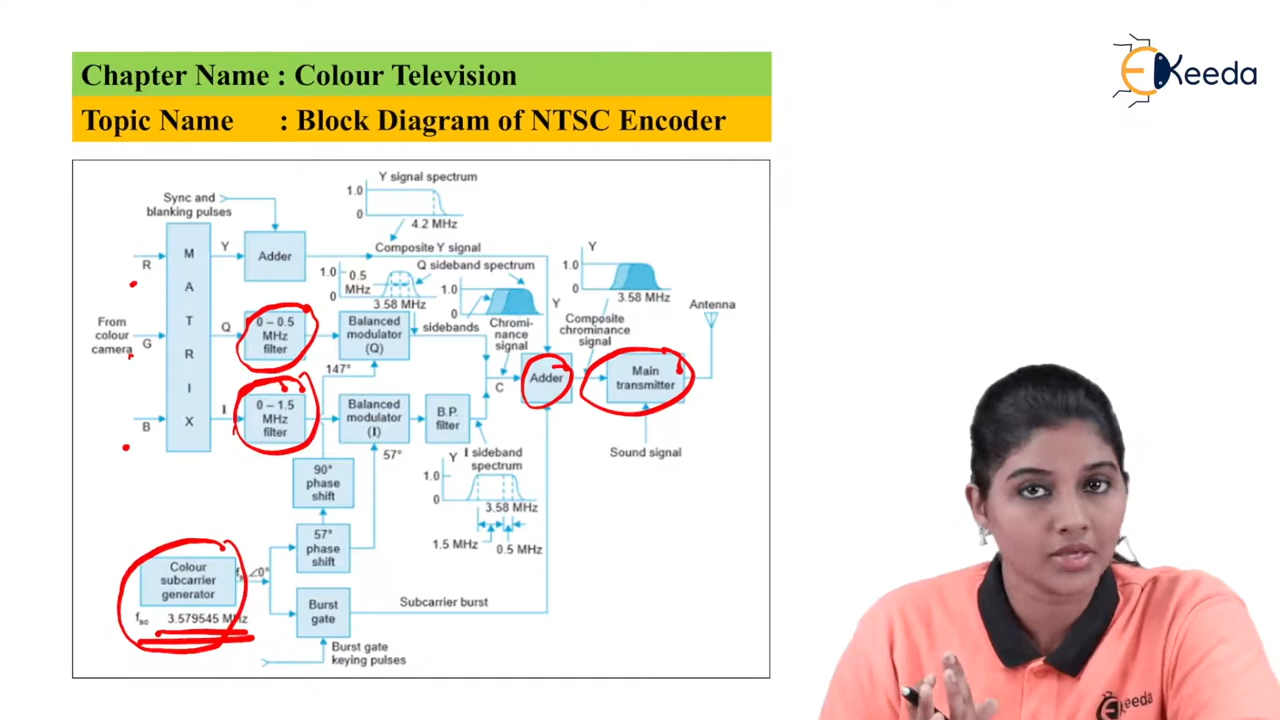 Keeda
Chapter Name : Colour Television
Topic Name : Block Diagram of NTSC Encoder
Y signal spectrum
1.0
0
4.2 MHz
Sync and
blanking pulses
R
M
A
T
R
I
X
Y
Adder
Composite Y signal
Q sideband spectrum
1.0
0.5
MHz
0
3.58 MHz
1.0
0
sidebands
Y
1.0
0
3.58 MHz
Y
Antenna
From
colour
camera
G
Q
0 – 0.5
MHz
filter
Balanced
modulator
(Q)
Chromi-
nance
signal
Composite
chrominance
signal
147°
C
Adder
Main
transmitter
Sound signal
B
I
0 – 1.5
MHz
filter
Balanced
modulator
(I)
B.P.
filter
57°
Y
I sideband
spectrum
1.0
0
3.58 MHz
1.5 MHz
0.5 MHz
90°
phase
shift
57°
phase
shift
Colour
subcarrier
generator
∠0°
fsc
3.579545 MHz
Burst
gate
Subcarrier burst
Burst gate
keying pulses
Keeda